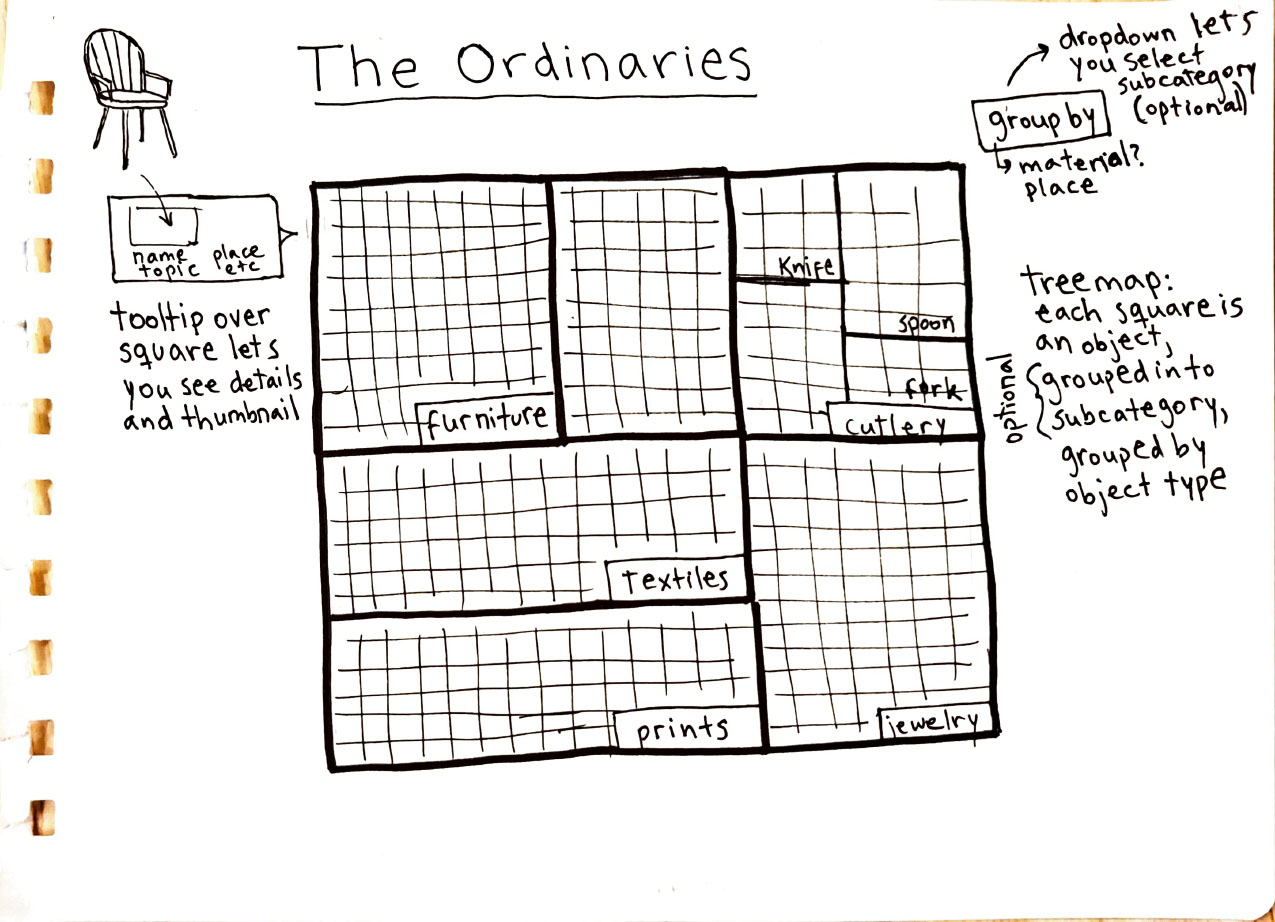 The Ordinaries
dropdown lets
you select
subcategory
(optional)
group by
material?
place
name place
topic etc
tooltip over
square lets
you see details
and thumbnail
Knife
spoon
fork
furniture
cutlery
textiles
prints
jewelry
optional
treemap:
each square is
an object,
grouped into
subcategory,
grouped by
object type